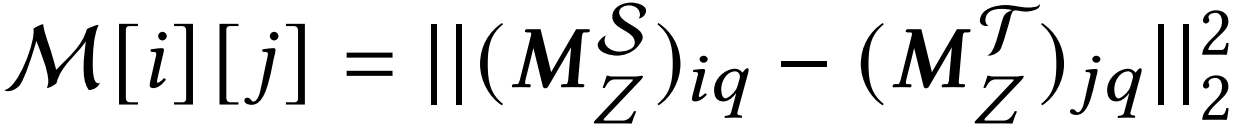 ℳ[i][j] = ||(𝑴_Z^𝒮)_{iq} − (𝑴_Z^𝒯)_{jq}||_2^2